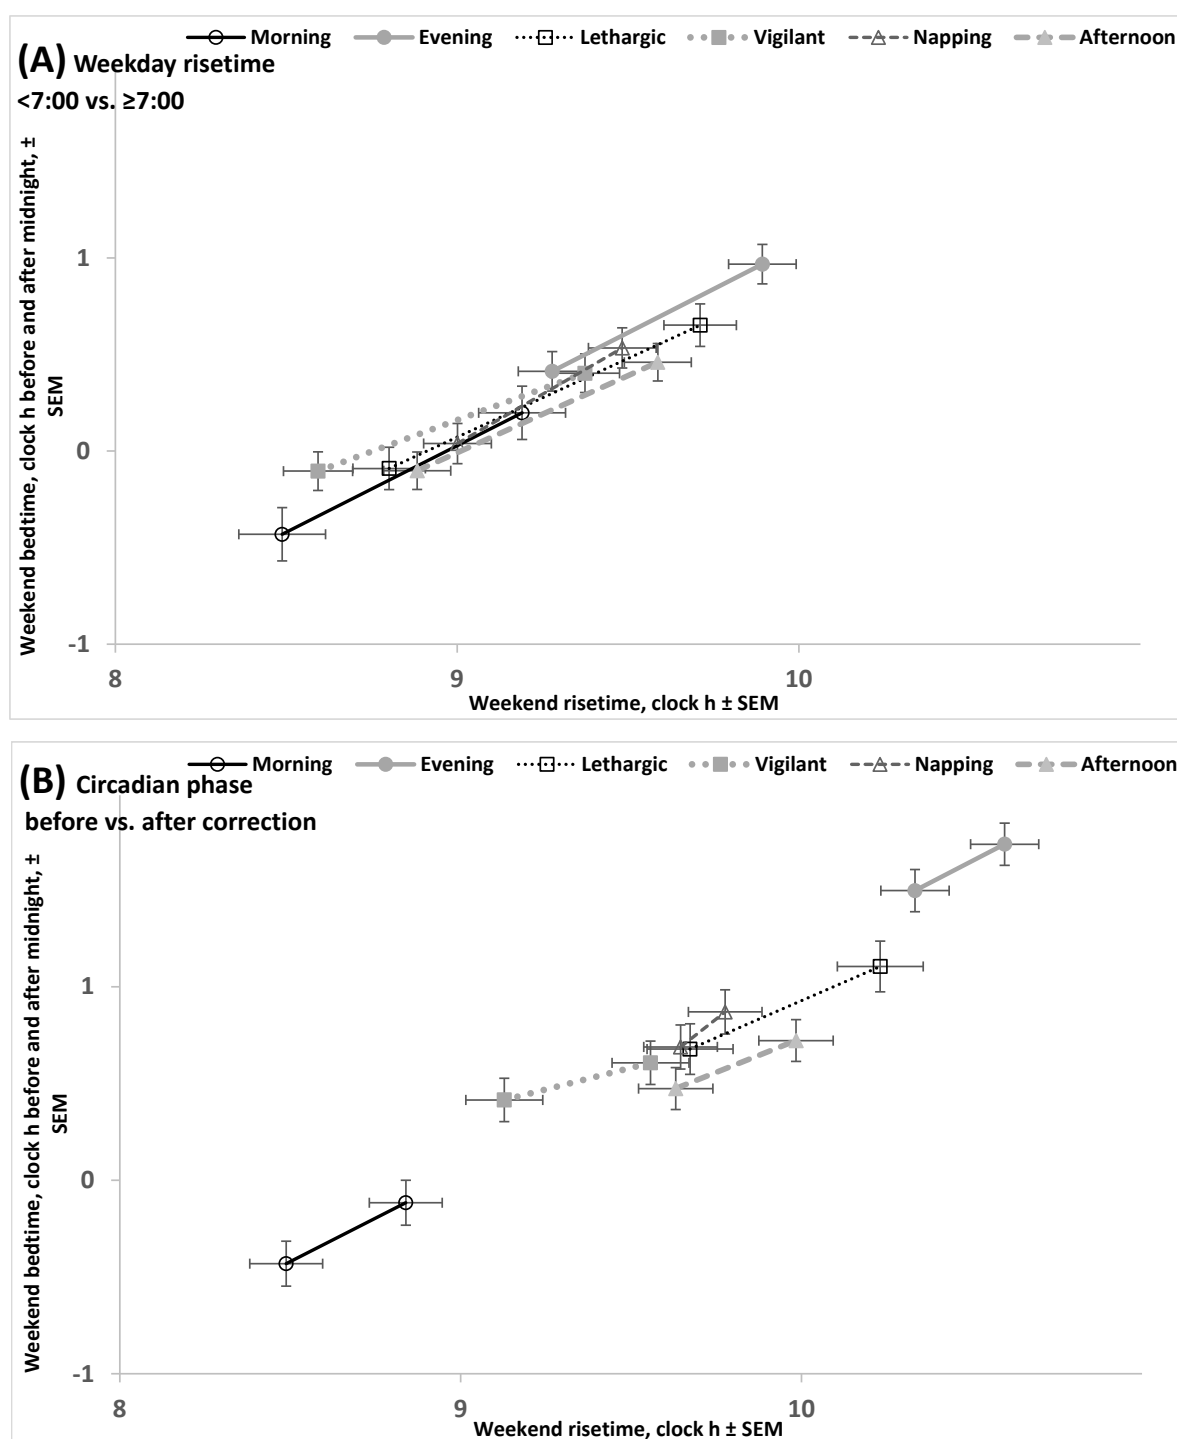 Morning Evening Lethargic Vigilant Napping Afternoon
(A) Weekday risetime
<7:00 vs. ≥7:00
Weekend bedtime, clock h before and after midnight, ±
SEM
1
0
-1
8 9 10
Weekend risetime, clock h ± SEM
Morning Evening Lethargic Vigilant Napping Afternoon
(B) Circadian phase
before vs. after correction
Weekend bedtime, clock h before and after midnight, ±
SEM
1
0
-1
8 9 10
Weekend risetime, clock h ± SEM